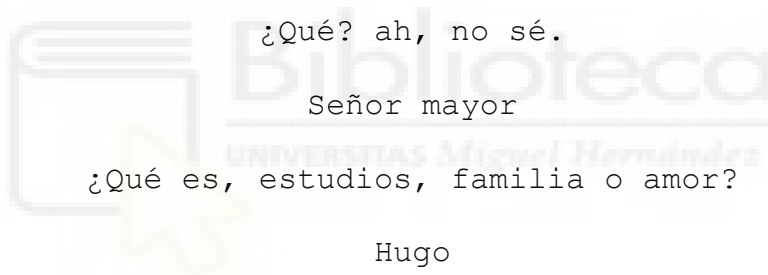 ¿Qué? ah, no sé.
Biblioteca
Señor mayor
UNIVERSITAS Miguel Hernández
¿Qué es, estudios, familia o amor?
Hugo